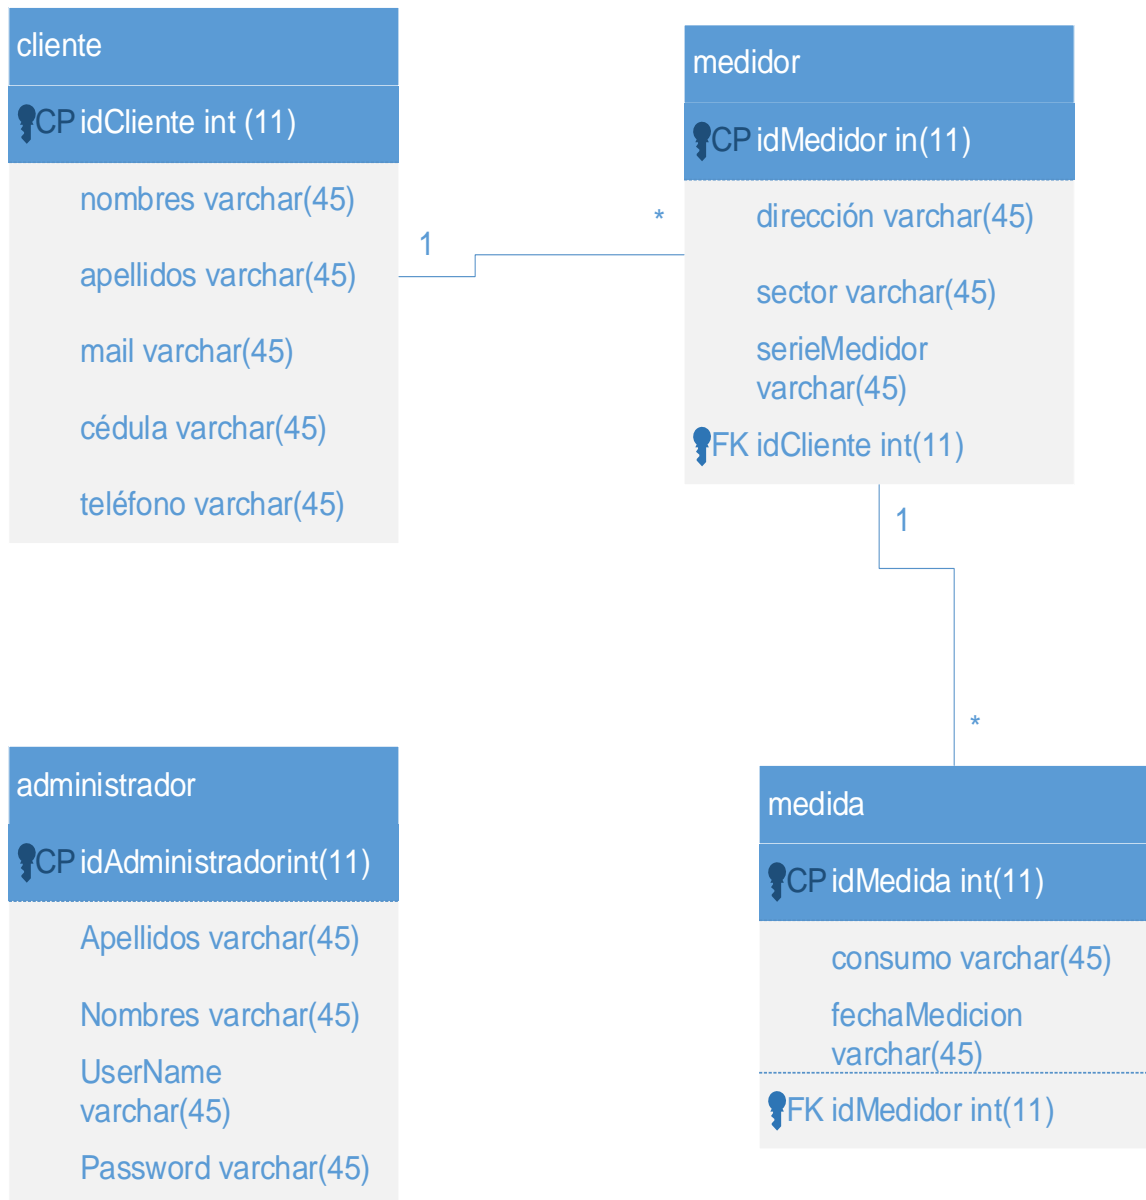 cliente
CP idCliente int (11)
nombres varchar(45)
apellidos varchar(45)
mail varchar(45)
cédula varchar(45)
teléfono varchar(45)
1
*
medidor
CP idMedidor in(11)
dirección varchar(45)
sector varchar(45)
serieMedidor
varchar(45)
FK idCliente int(11)
1
*
administrador
CP idAdministradorint(11)
Apellidos varchar(45)
Nombres varchar(45)
UserName
varchar(45)
Password varchar(45)
medida
CP idMedida int(11)
consumo varchar(45)
fechaMedicion
varchar(45)
FK idMedidor int(11)